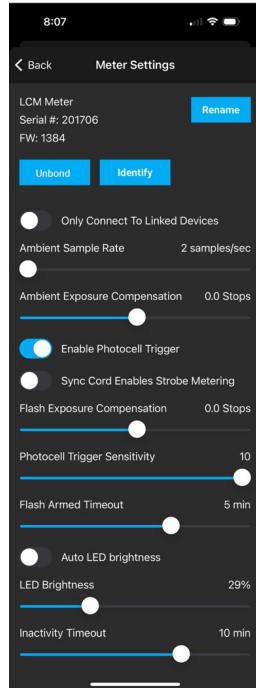 8:07
Back Meter Settings
LCM Meter
Rename
Serial #: 201706
FW: 1384
Unbond Identify
Only Connect To Linked Devices
Ambient Sample Rate 2 samples/sec
Ambient Exposure Compensation 0.0 Stops
Enable Photocell Trigger
Sync Cord Enables Strobe Metering
Flash Exposure Compensation 0.0 Stops
Photocell Trigger Sensitivity 10
Flash Armed Timeout 5 min
Auto LED brightness
LED Brightness 29%
Inactivity Timeout 10 min